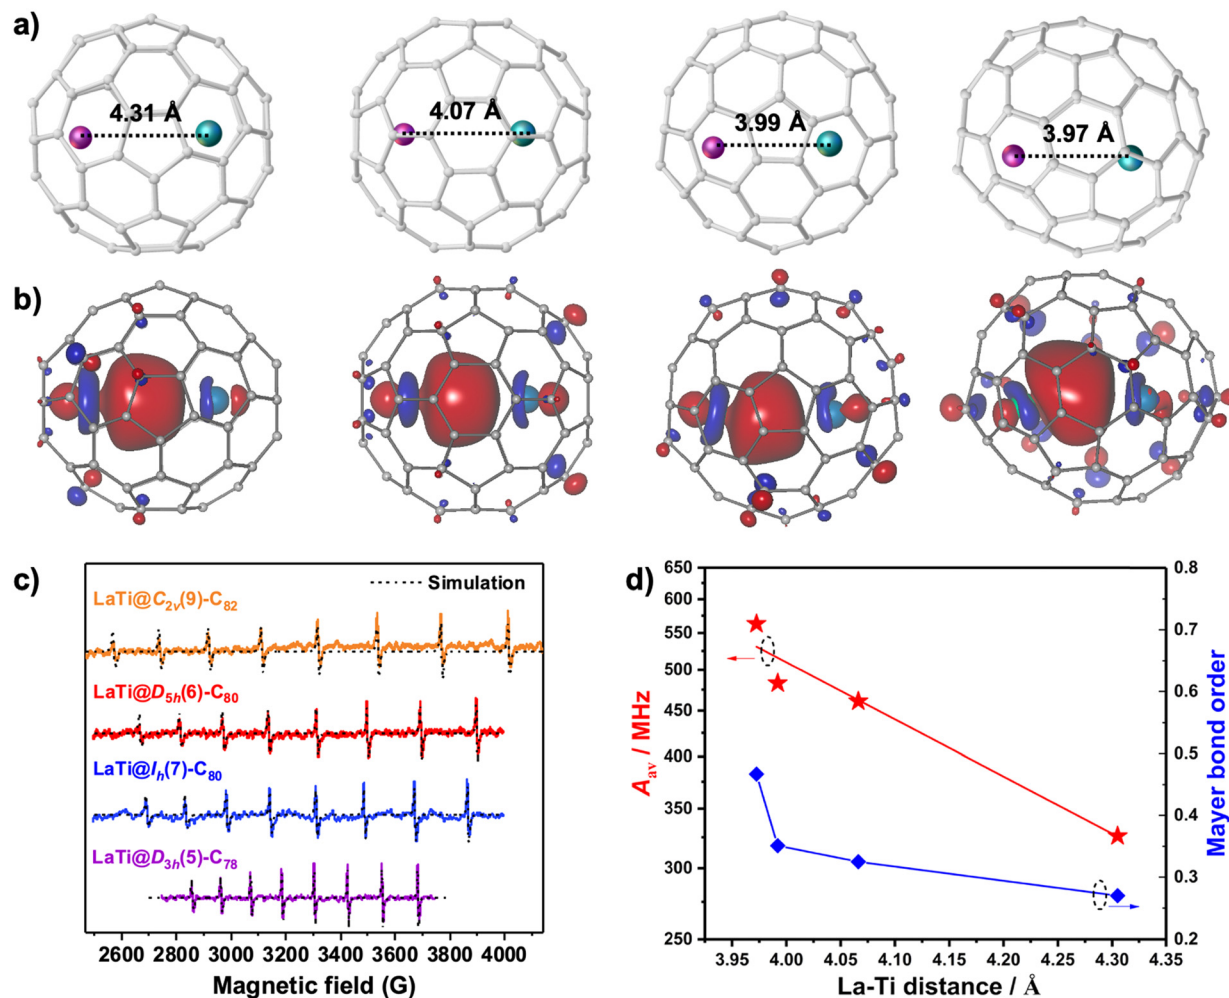 a)
4.31 Å
4.07 Å
3.99 Å
3.97 Å
b)
c)
Simulation
LaTi@C2v(9)-C82
LaTi@D5h(6)-C80
LaTi@Ih(7)-C80
LaTi@D3h(5)-C78
2600 2800 3000 3200 3400 3600 3800 4000
Magnetic field (G)
d)
650
600
550
500
450
400
350
300
250
Aav / MHz
0.8
0.7
0.6
0.5
0.4
0.3
0.2
Mayer bond order
3.95 4.00 4.05 4.10 4.15 4.20 4.25 4.30 4.35
La-Ti distance / Å